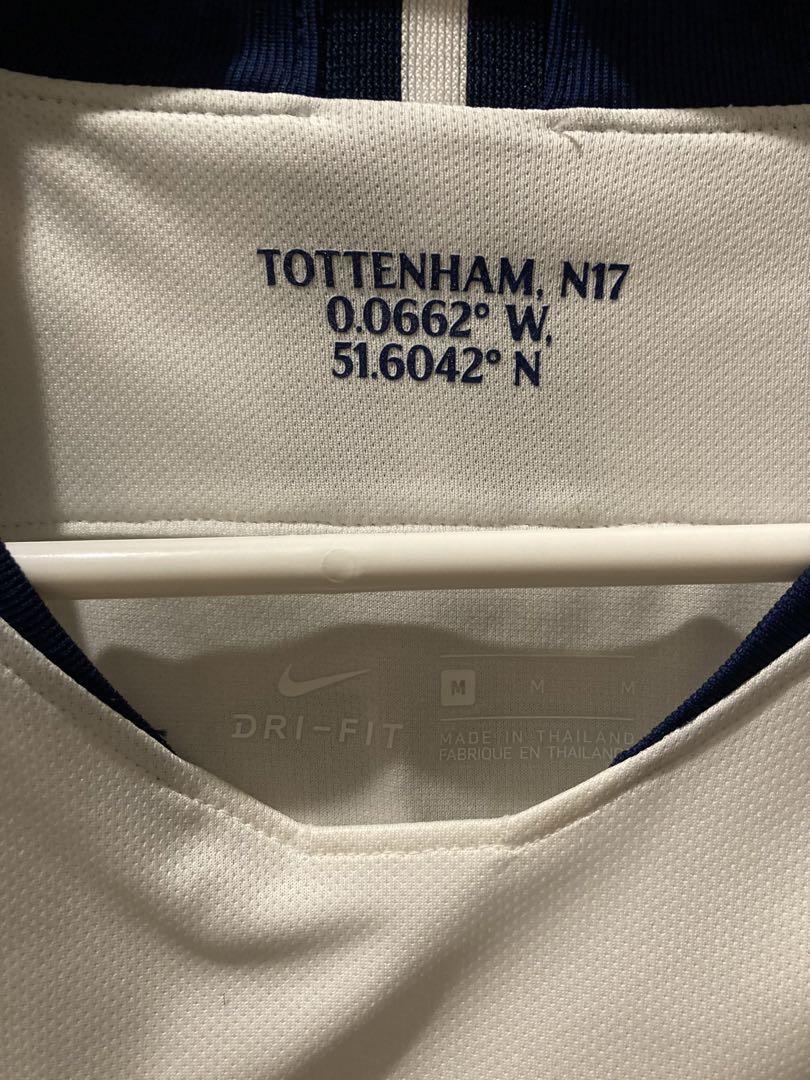 TOTTENHAM, N17
0.0662° W,
51.6042° N
DRI-FIT
M M M
MADE IN THAILAND
FABRIQUE EN THAILANDE